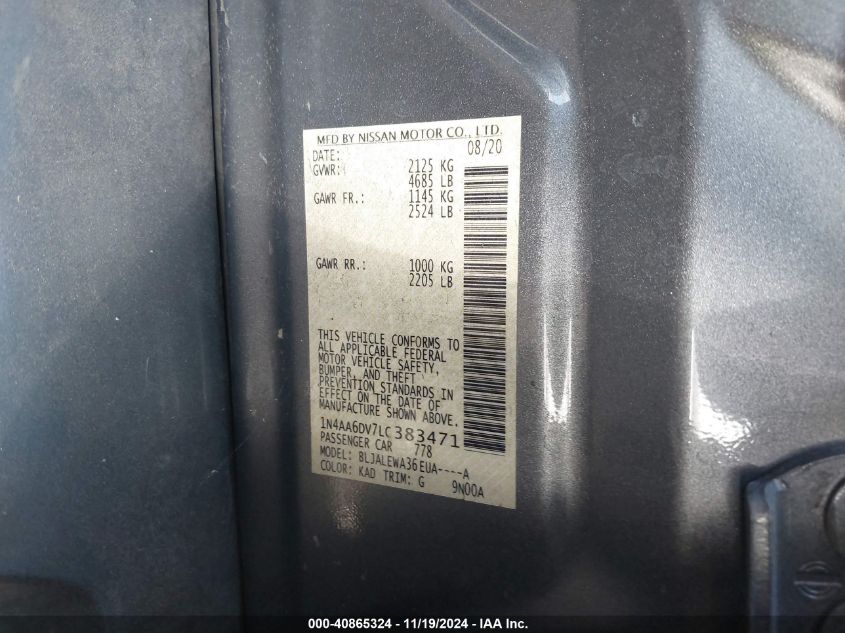 MFD BY NISSAN MOTOR CO., LTD.
DATE: 08/20
GVWR: 2125 KG
4685 LB
GAWR FR.: 1145 KG
2524 LB
GAWR RR.: 1000 KG
2205 LB
THIS VEHICLE CONFORMS TO
ALL APPLICABLE FEDERAL
MOTOR VEHICLE SAFETY,
BUMPER, AND THEFT
PREVENTION STANDARDS IN
EFFECT ON THE DATE OF
MANUFACTURE SHOWN ABOVE.
1N4AA6DV7LC383471
PASSENGER CAR 778
MODEL: BLJALEWA36EUA----A
COLOR: KAD TRIM: G 9N00A
000-40865324 - 11/19/2024 - IAA Inc.